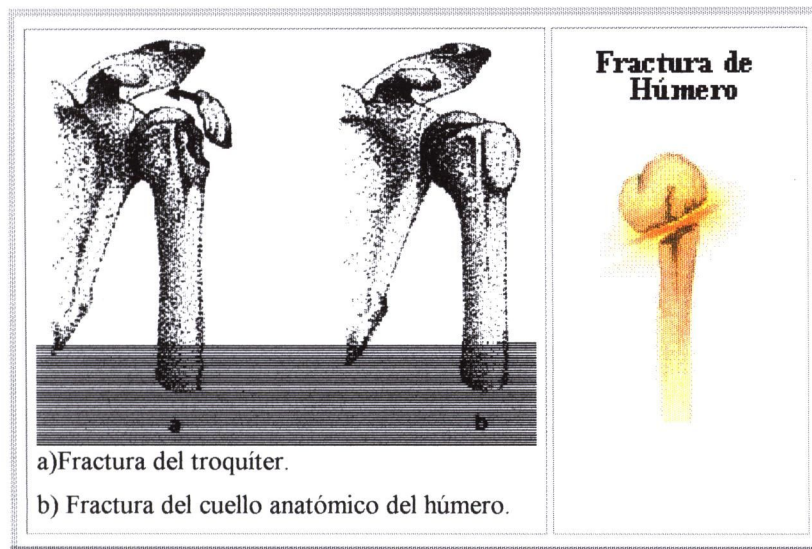 Fractura de
Húmero
a
b
a)Fractura del troquíter.
b) Fractura del cuello anatómico del húmero.